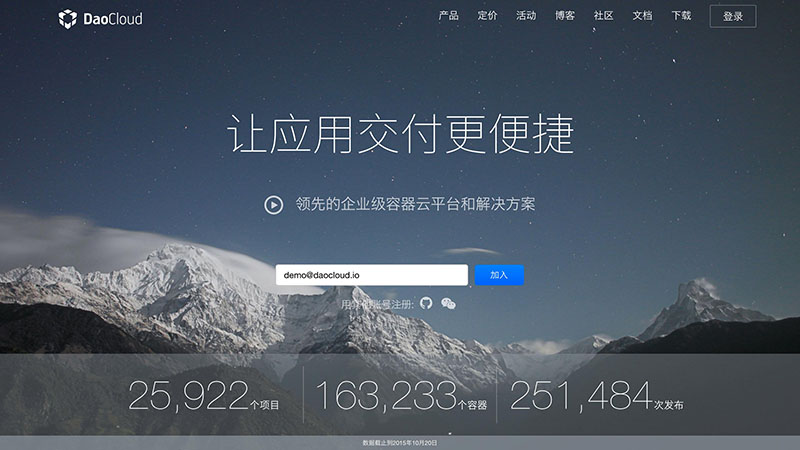 DaoCloud
产品 定价 活动 博客 社区 文档 下载 登录
让应用交付更便捷
领先的企业级容器云平台和解决方案
demo@daocloud.io 加入
账号注册:
25,922个项目 163,233个容器 251,484次发布
数据截止到2015年10月20日